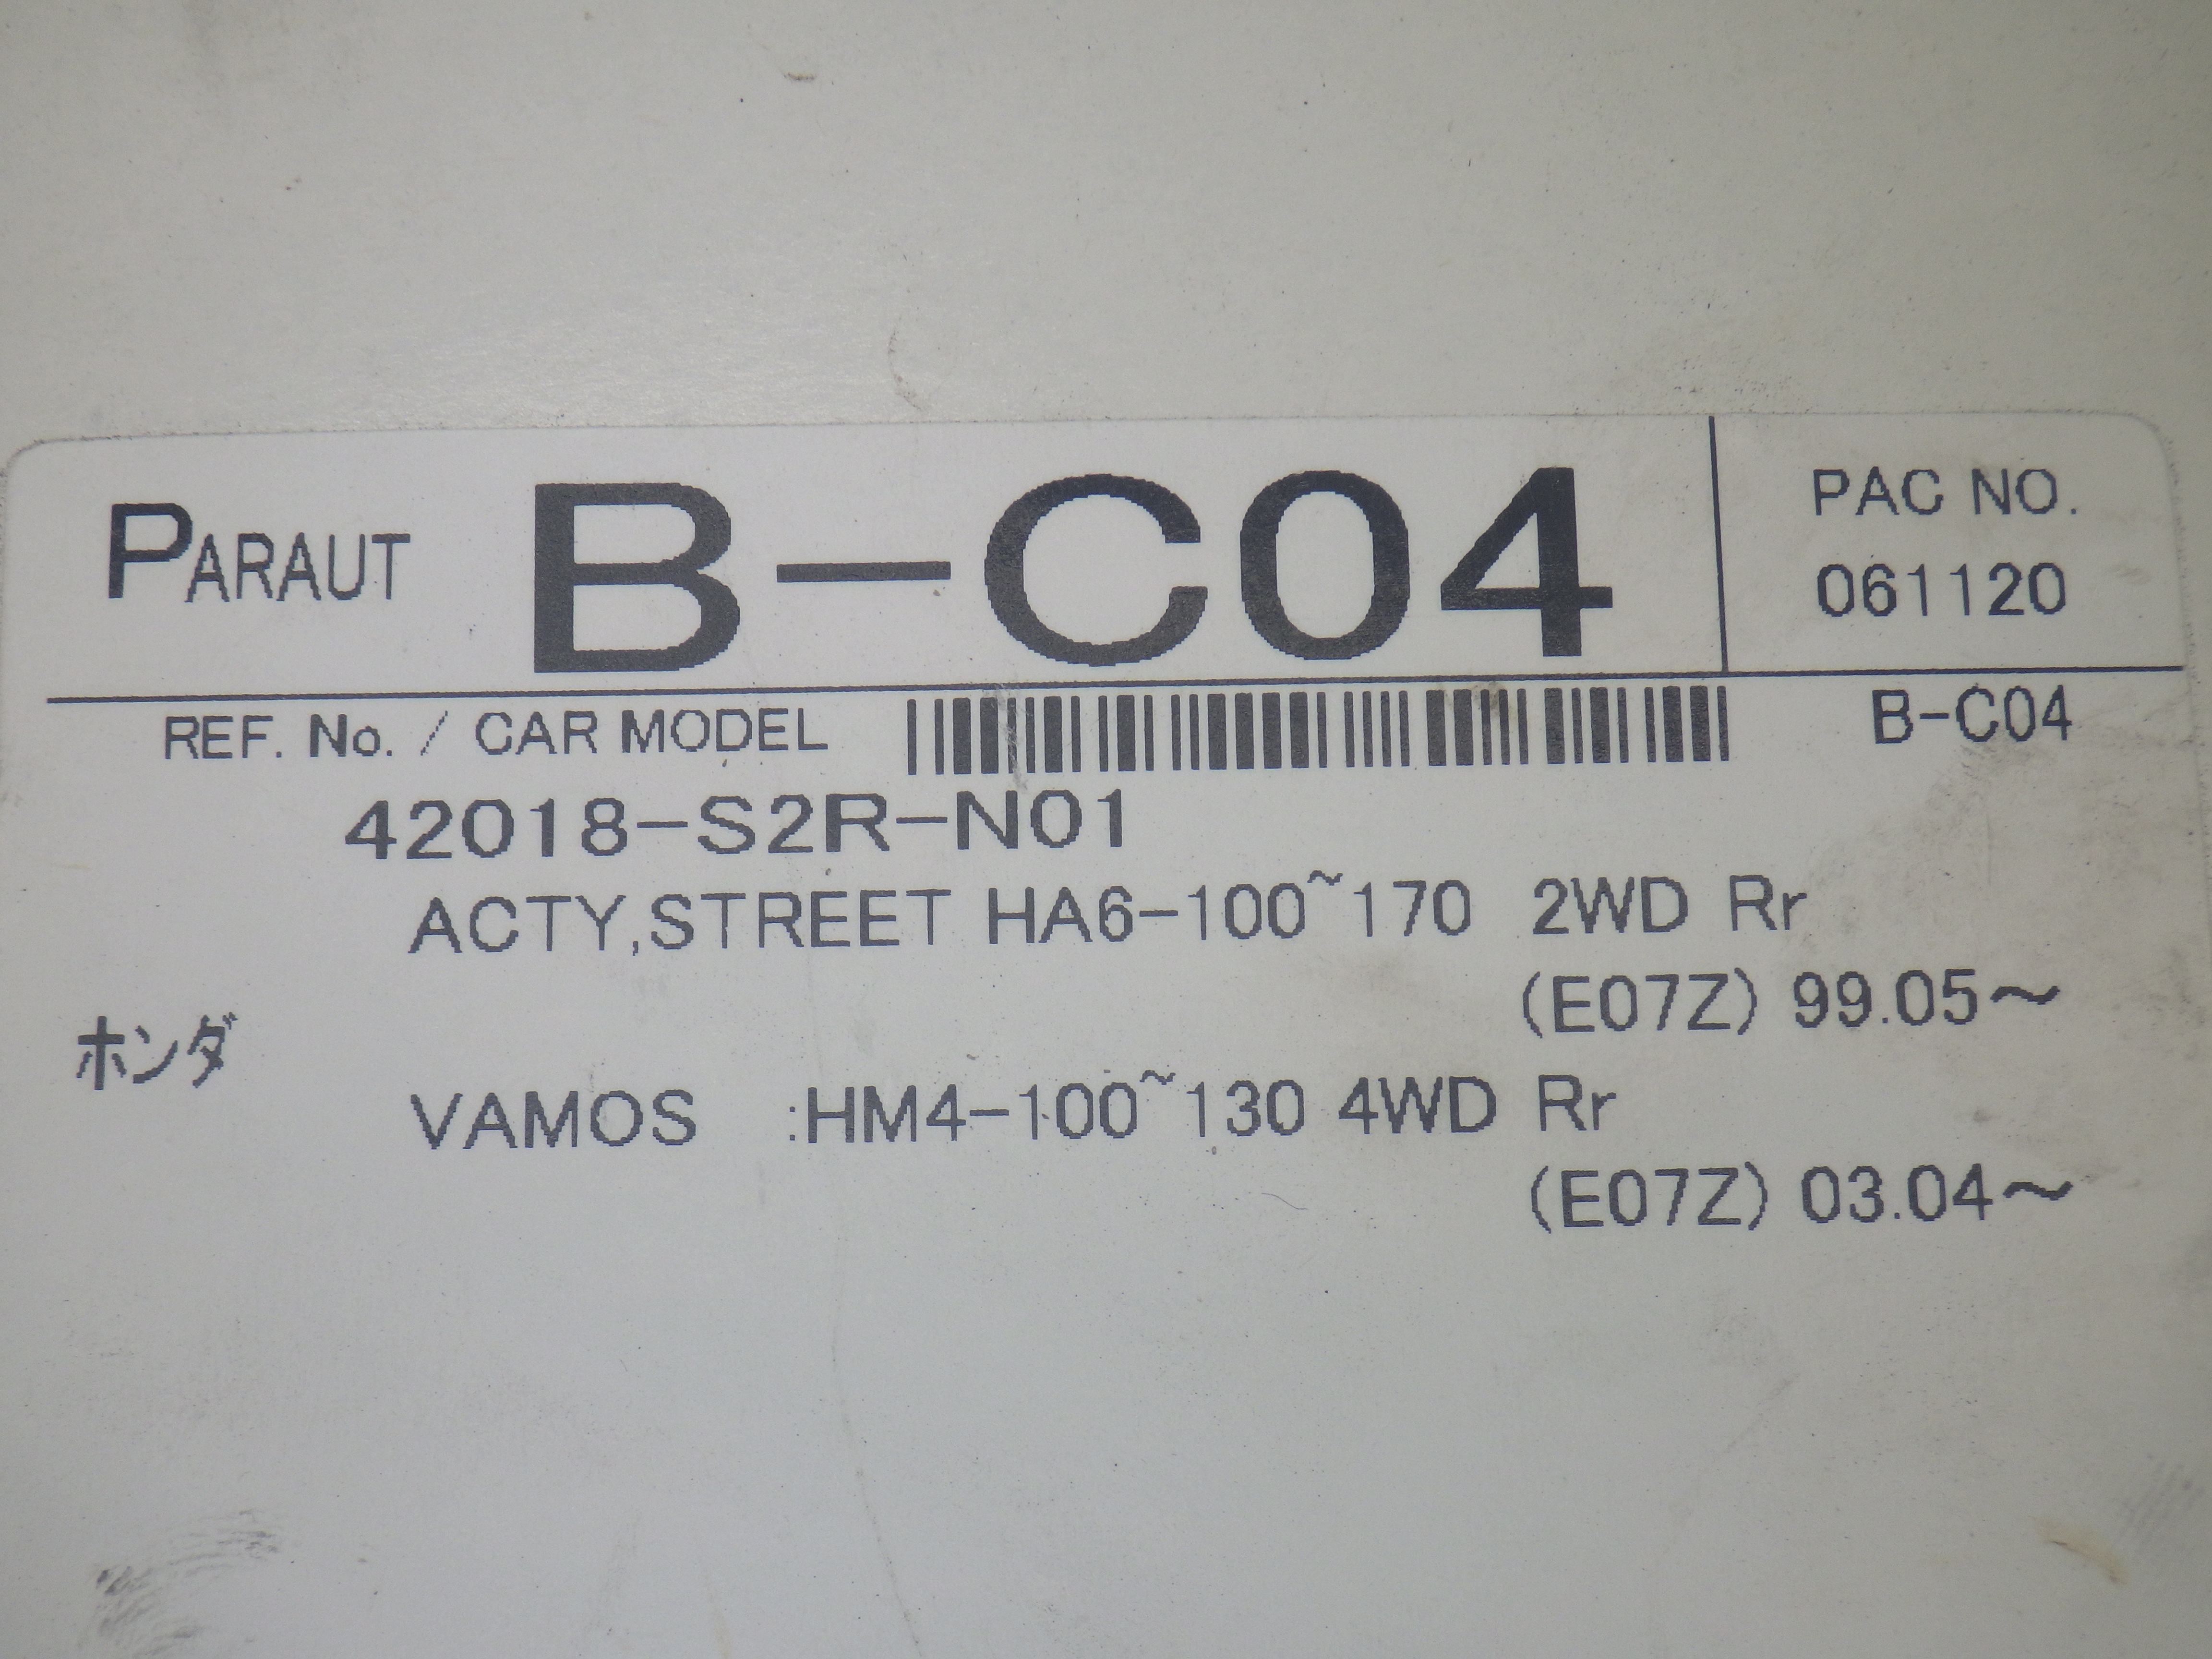 PARAUT B-C04 PAC NO.
061120
REF. No. / CAR MODEL B-C04
42018-S2R-N01
ACTY,STREET HA6-100~170 2WD Rr
(E07Z) 99.05～
ホンダ
VAMOS :HM4-100~130 4WD Rr
(E07Z) 03.04～